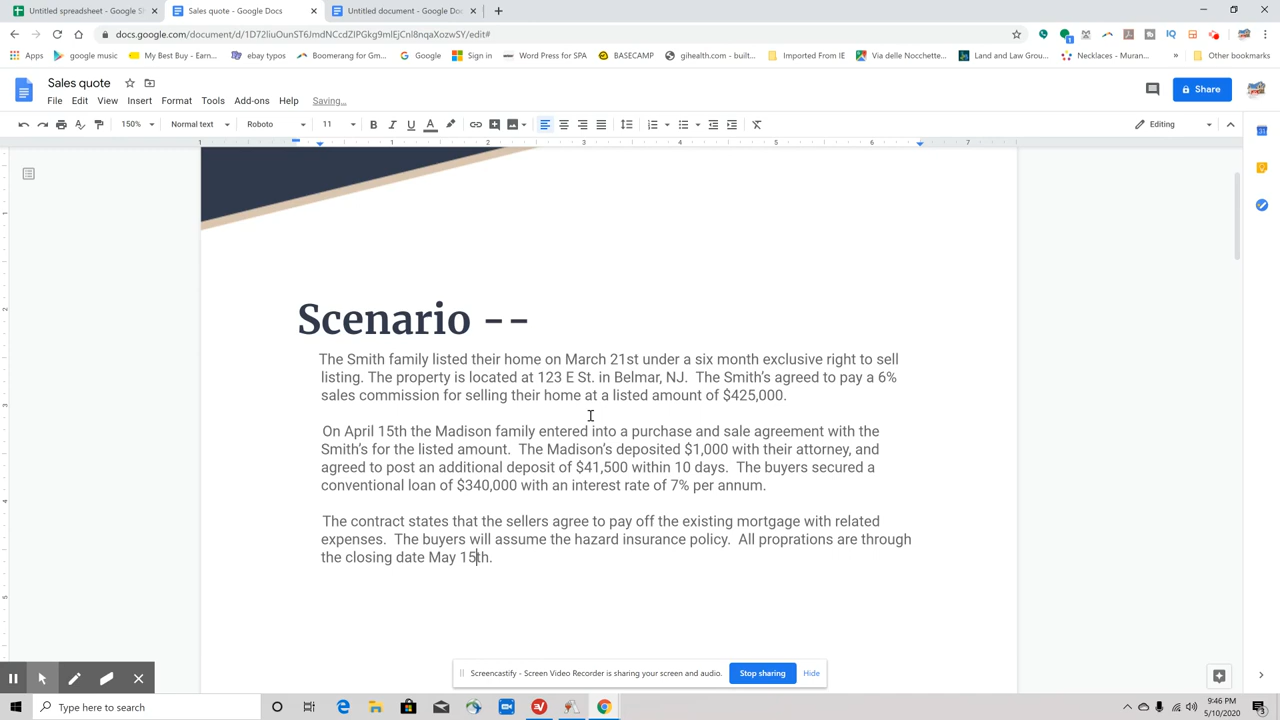 Untitled spreadsheet - Google Sh
Sales quote - Google Docs
Untitled document - Google Doc
docs.google.com/document/d/1D72liuOunST6JmdNCcdZIPGkg9mIEjCnl8nqaXozwSY/edit#
Apps google music My Best Buy - Earn... ebay typos Boomerang for Gm... Google Sign in Word Press for SPA BASECAMP gihealth.com - built... Imported From IE Via delle Nocchette... Land and Law Grou... Necklaces - Muran... » Other bookmarks
Sales quote
File Edit View Insert Format Tools Add-ons Help Saving...
Share
150% Normal text Roboto 11 B I U A Editing
1 1 2 3 4 5 6 7
Scenario --
The Smith family listed their home on March 21st under a six month exclusive right to sell
listing. The property is located at 123 E St. in Belmar, NJ. The Smith's agreed to pay a 6%
sales commission for selling their home at a listed amount of $425,000.
On April 15th the Madison family entered into a purchase and sale agreement with the
Smith's for the listed amount. The Madison's deposited $1,000 with their attorney, and
agreed to post an additional deposit of $41,500 within 10 days. The buyers secured a
conventional loan of $340,000 with an interest rate of 7% per annum.
The contract states that the sellers agree to pay off the existing mortgage with related
expenses. The buyers will assume the hazard insurance policy. All proprations are through
the closing date May 15th.
Screencastify - Screen Video Recorder is sharing your screen and audio. Stop sharing Hide
Type here to search
9:46 PM
5/10/2020